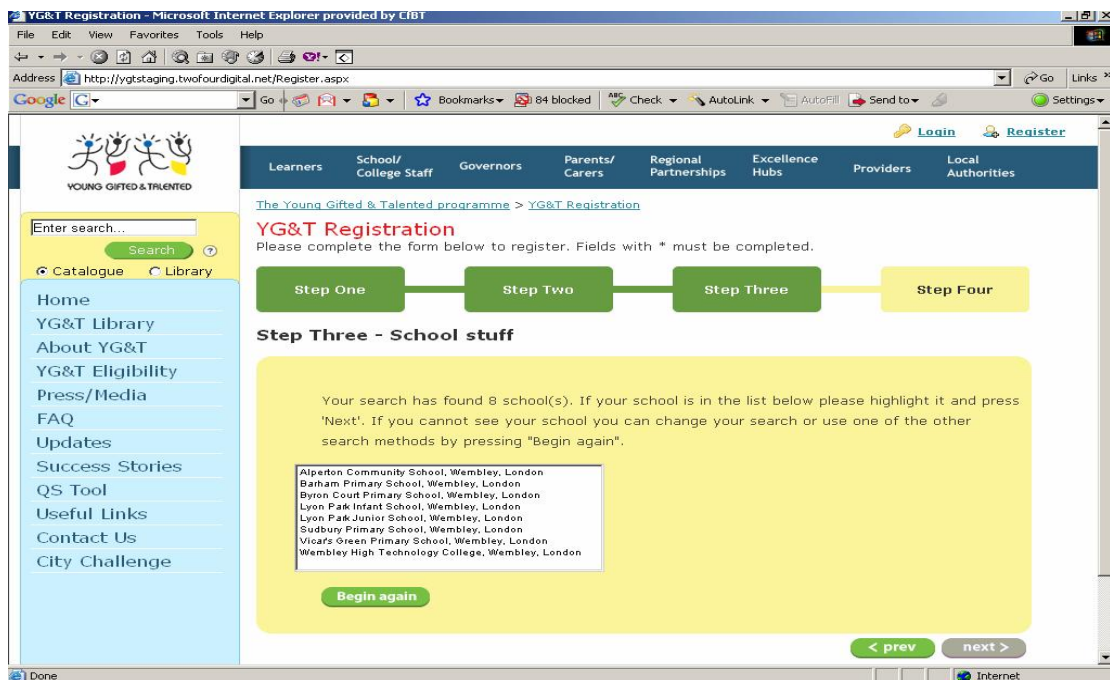 YG&T Registration - Microsoft Internet Explorer provided by CfBT
File Edit View Favorites Tools Help
Address http://ygtstaging.twofourdigital.net/Register.aspx Go Links »
Google G Go Bookmarks 84 blocked ABC Check AutoLink AutoFill Send to Settings
Login Register
YOUNG GIFTED & TALENTED
Learners School/ College Staff Governors Parents/ Carers Regional Partnerships Excellence Hubs Providers Local Authorities
The Young Gifted & Talented programme > YG&T Registration
Enter search...
Search ?
Catalogue Library
Home
YG&T Library
About YG&T
YG&T Eligibility
Press/Media
FAQ
Updates
Success Stories
QS Tool
Useful Links
Contact Us
City Challenge
YG&T Registration
Please complete the form below to register. Fields with * must be completed.
Step One Step Two Step Three Step Four
Step Three - School stuff
Your search has found 8 school(s). If your school is in the list below please highlight it and press
'Next'. If you cannot see your school you can change your search or use one of the other
search methods by pressing "Begin again".
Alperton Community School, Wembley, London
Barham Primary School, Wembley, London
Byron Court Primary School, Wembley, London
Lyon Park Infant School, Wembley, London
Lyon Park Junior School, Wembley, London
Sudbury Primary School, Wembley, London
Vicar's Green Primary School, Wembley, London
Wembley High Technology College, Wembley, London
Begin again
< prev next >
Done Internet